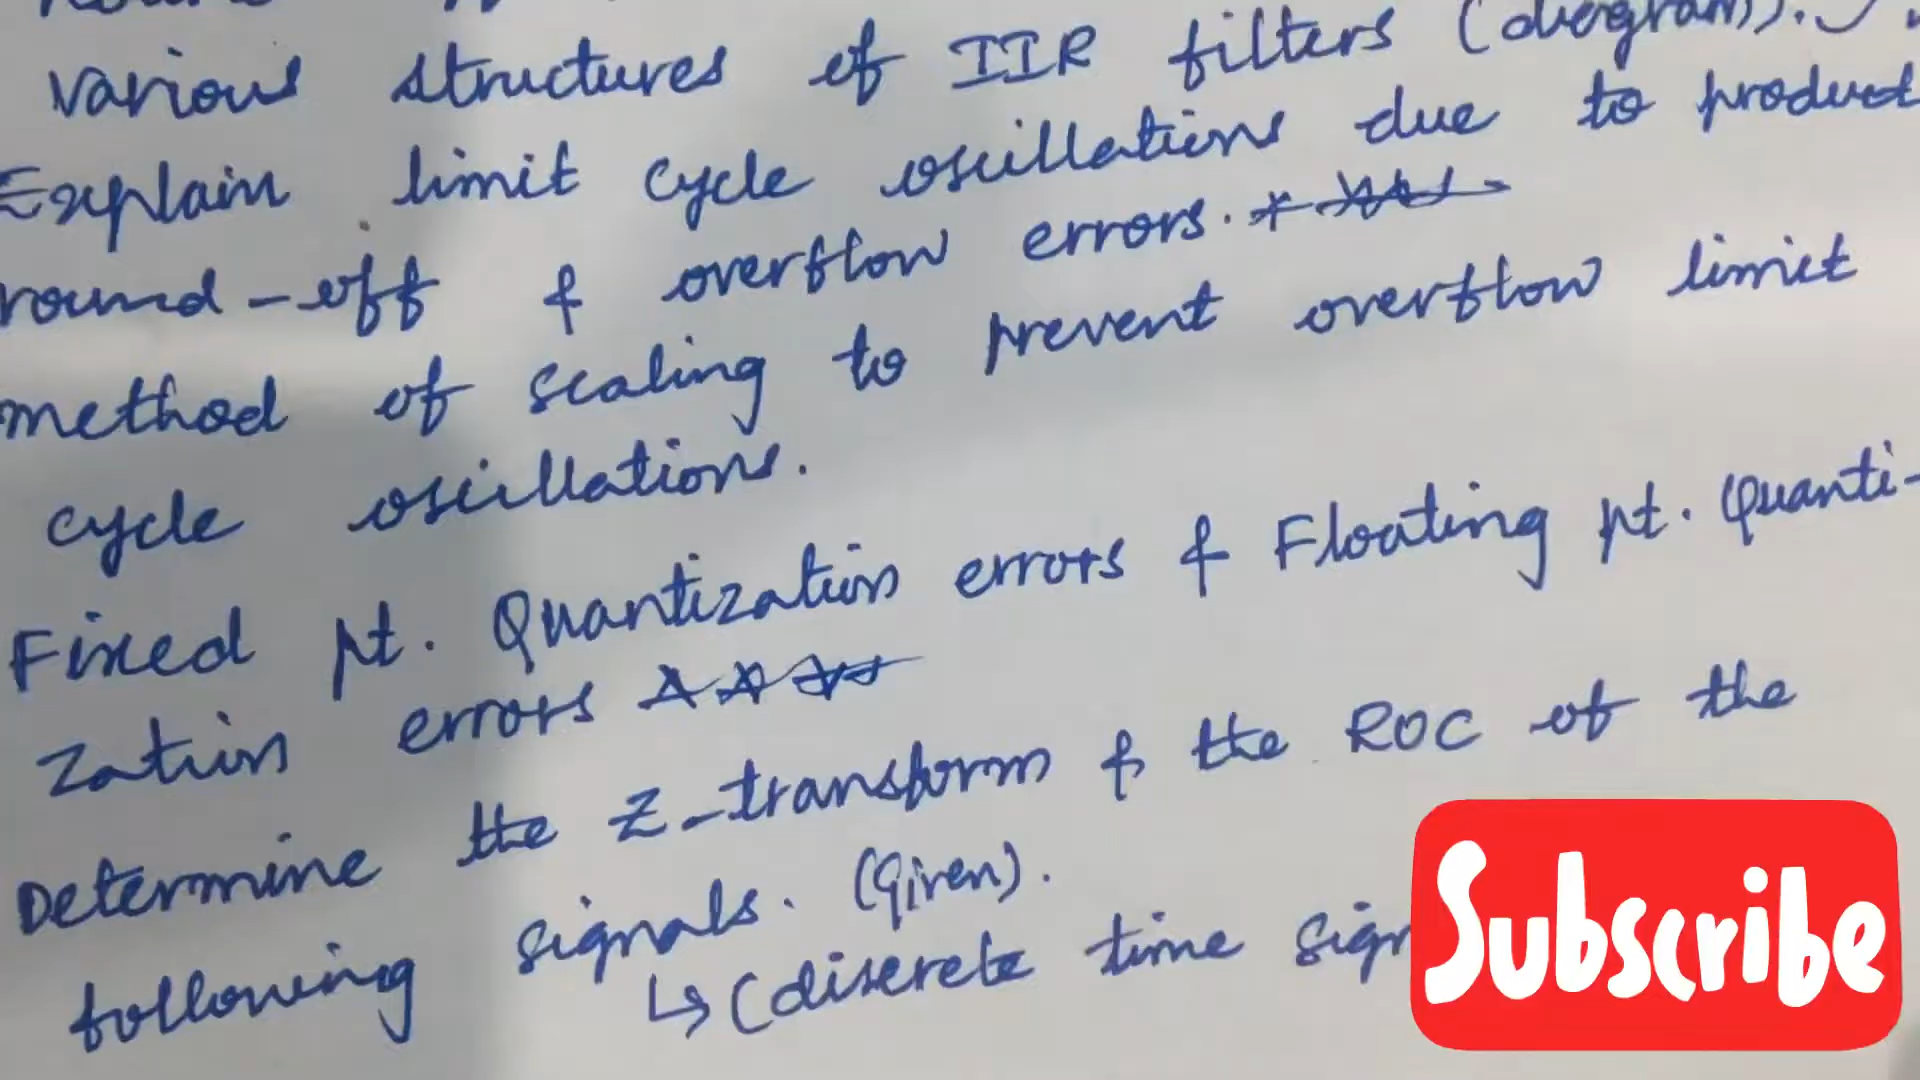 various structures of IIR filters (diagram).
Explain limit cycle oscillations due to product
round-off & overflow errors.
method of scaling to prevent overflow limit
cycle oscillations.
Fixed pt. Quantization errors & Floating pt. Quanti-
zation errors
Determine the Z-transform & the ROC of the
following signals. (Given).
↳ (discrete time
Subscribe